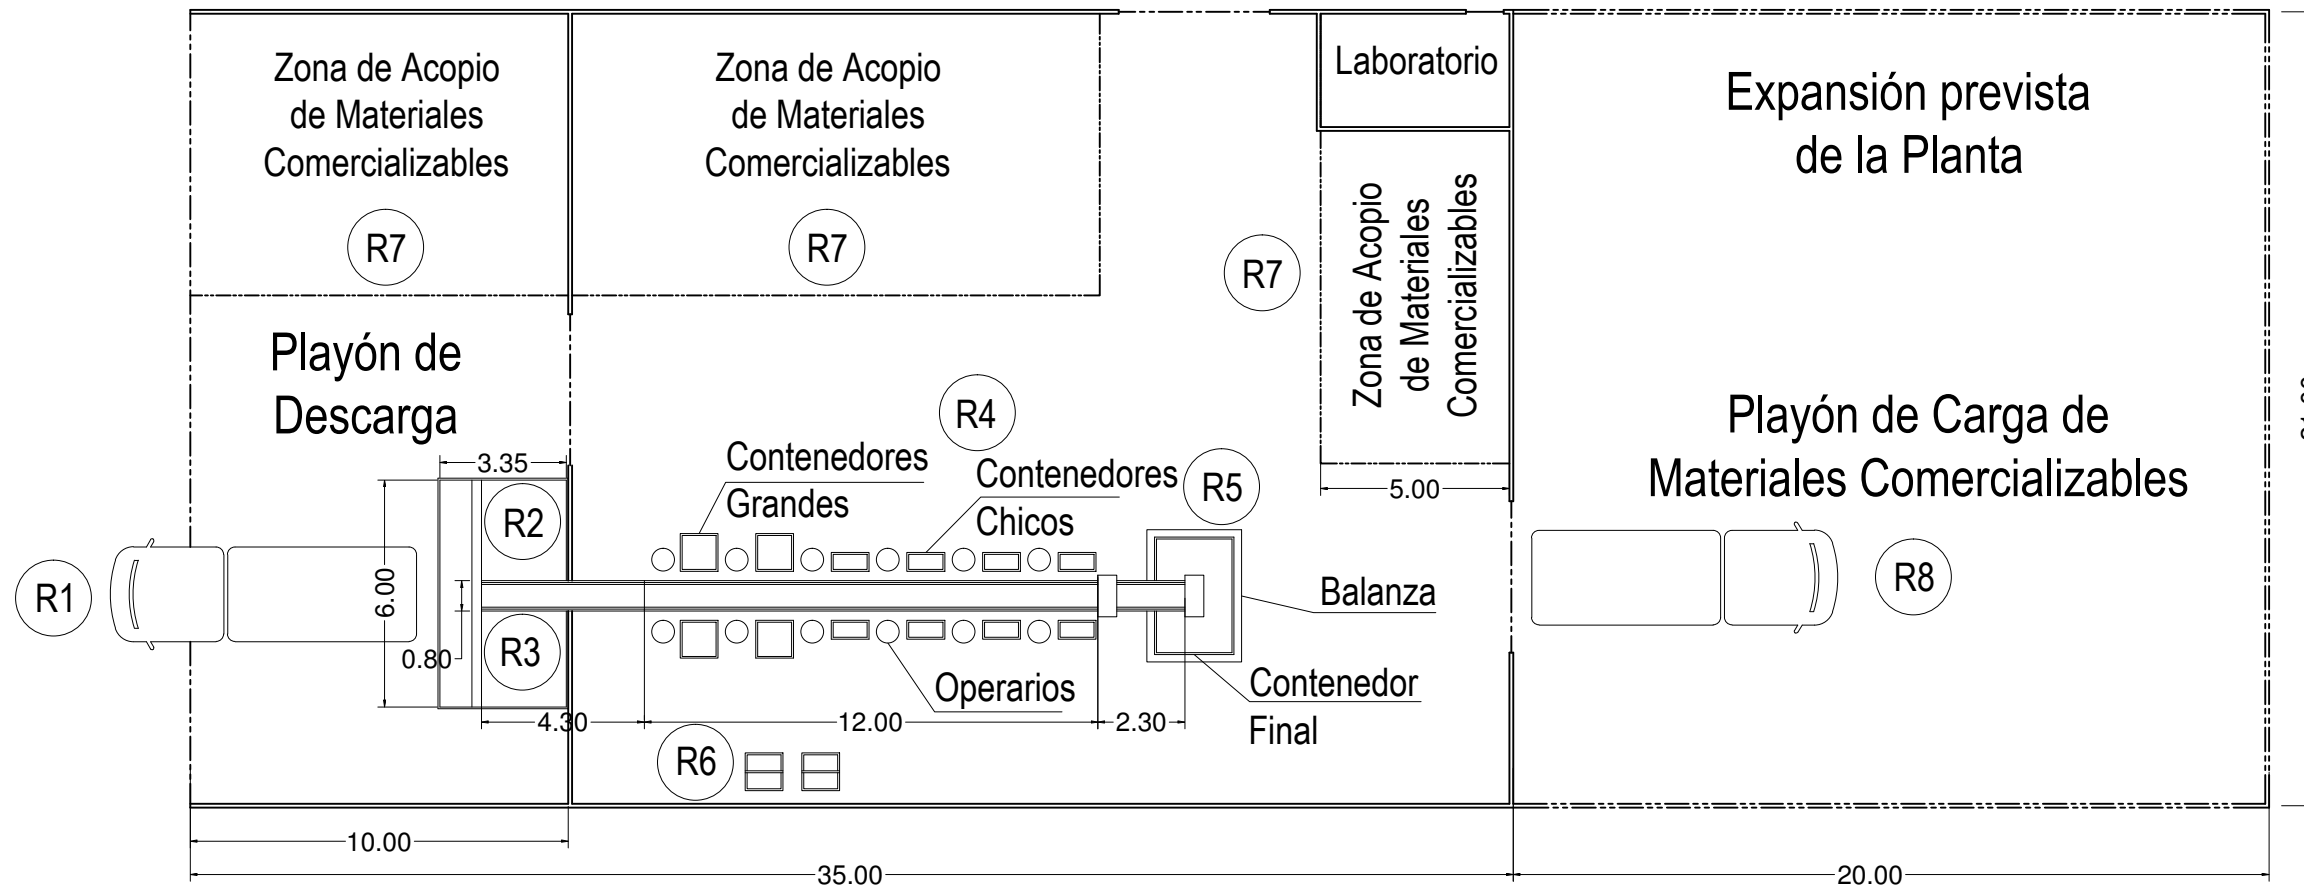 Zona de Acopio
de Materiales
Comercializables
R7
Zona de Acopio
de Materiales
Comercializables
R7
Laboratorio
Expansión prevista
de la Planta
R7
Zona de Acopio
de Materiales
Comercializables
5.00
Playón de
Descarga
R4
Contenedores
Grandes
Contenedores
Chicos
R5
Playón de Carga de
Materiales Comercializables
3.35
6.00
0.80
R1
R2
R3
Balanza
R8
Operarios
Contenedor
Final
4.30
12.00
2.30
R6
10.00
35.00
20.00